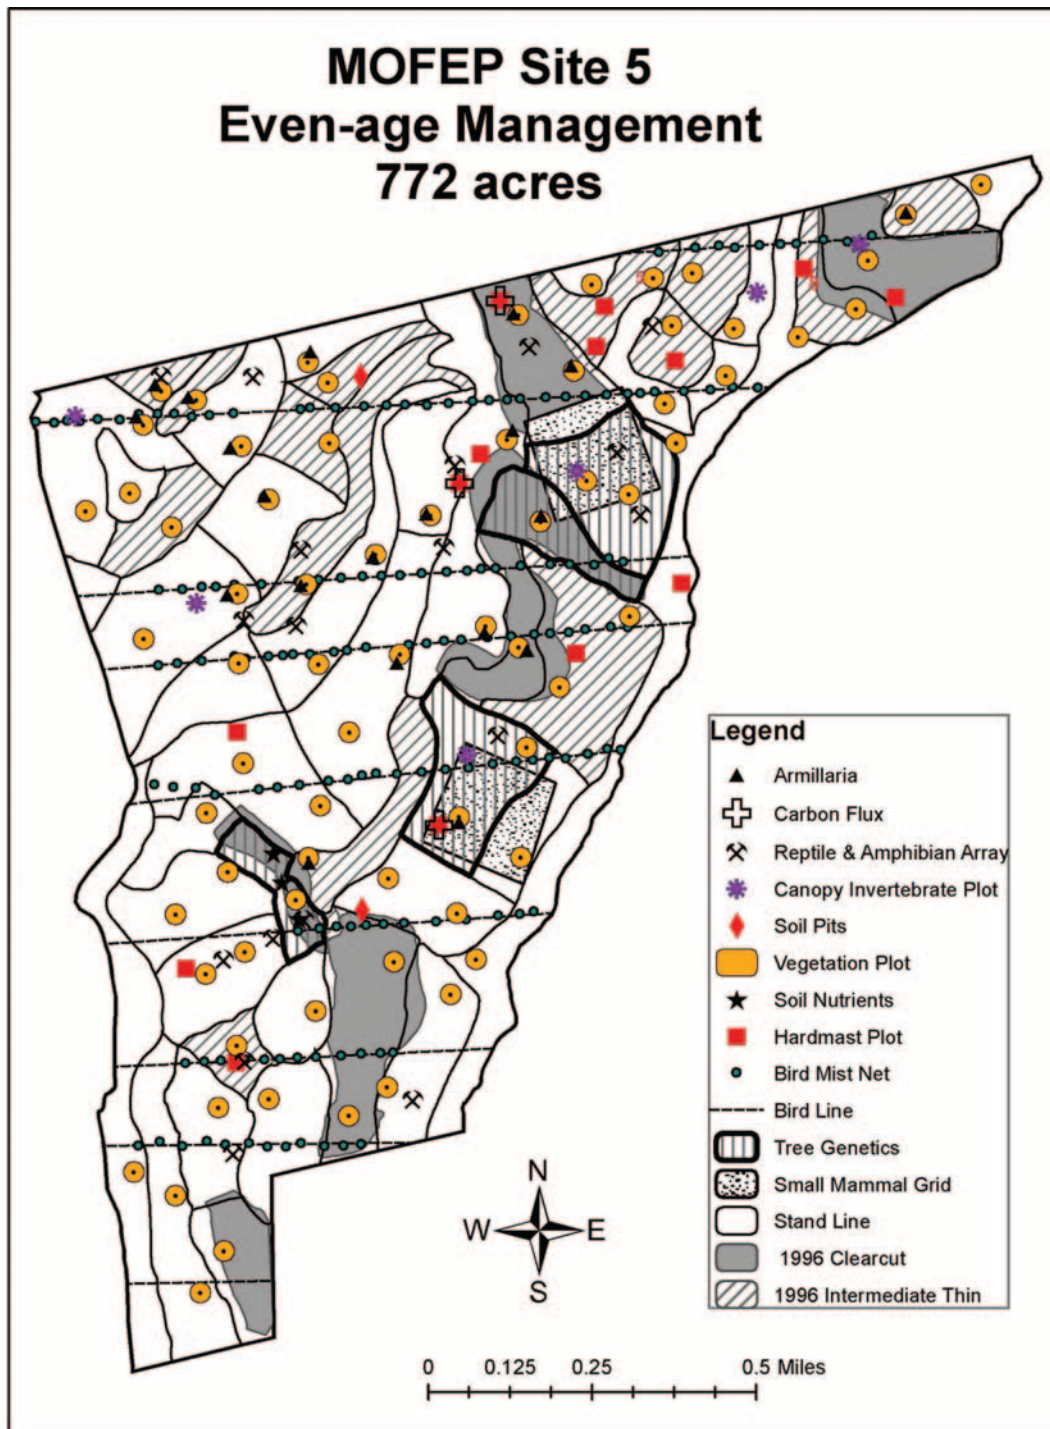 MOFEP Site 5
Even-age Management
772 acres
Legend
Armillaria
Carbon Flux
Reptile & Amphibian Array
Canopy Invertebrate Plot
Soil Pits
Vegetation Plot
Soil Nutrients
Hardmast Plot
Bird Mist Net
Bird Line
Tree Genetics
Small Mammal Grid
Stand Line
1996 Clearcut
1996 Intermediate Thin
N
W E
S
0 0.125 0.25 0.5 Miles